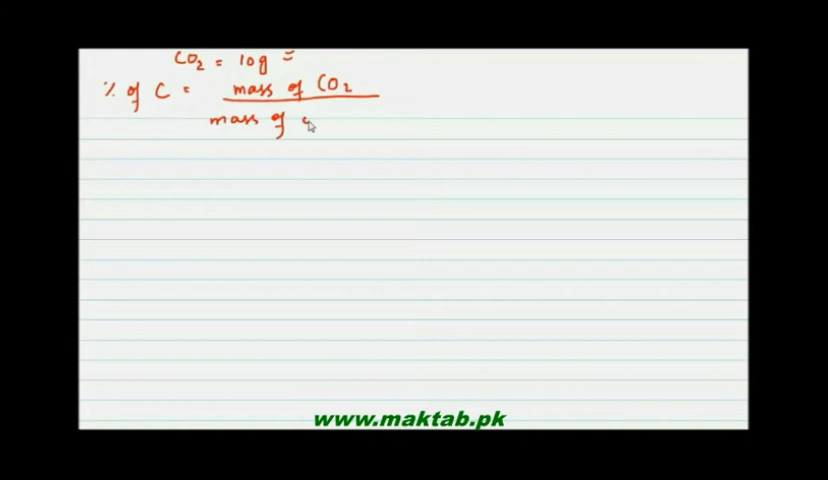 CO₂ = 10g =
% of C = mass of CO₂
mass of
www.maktab.pk